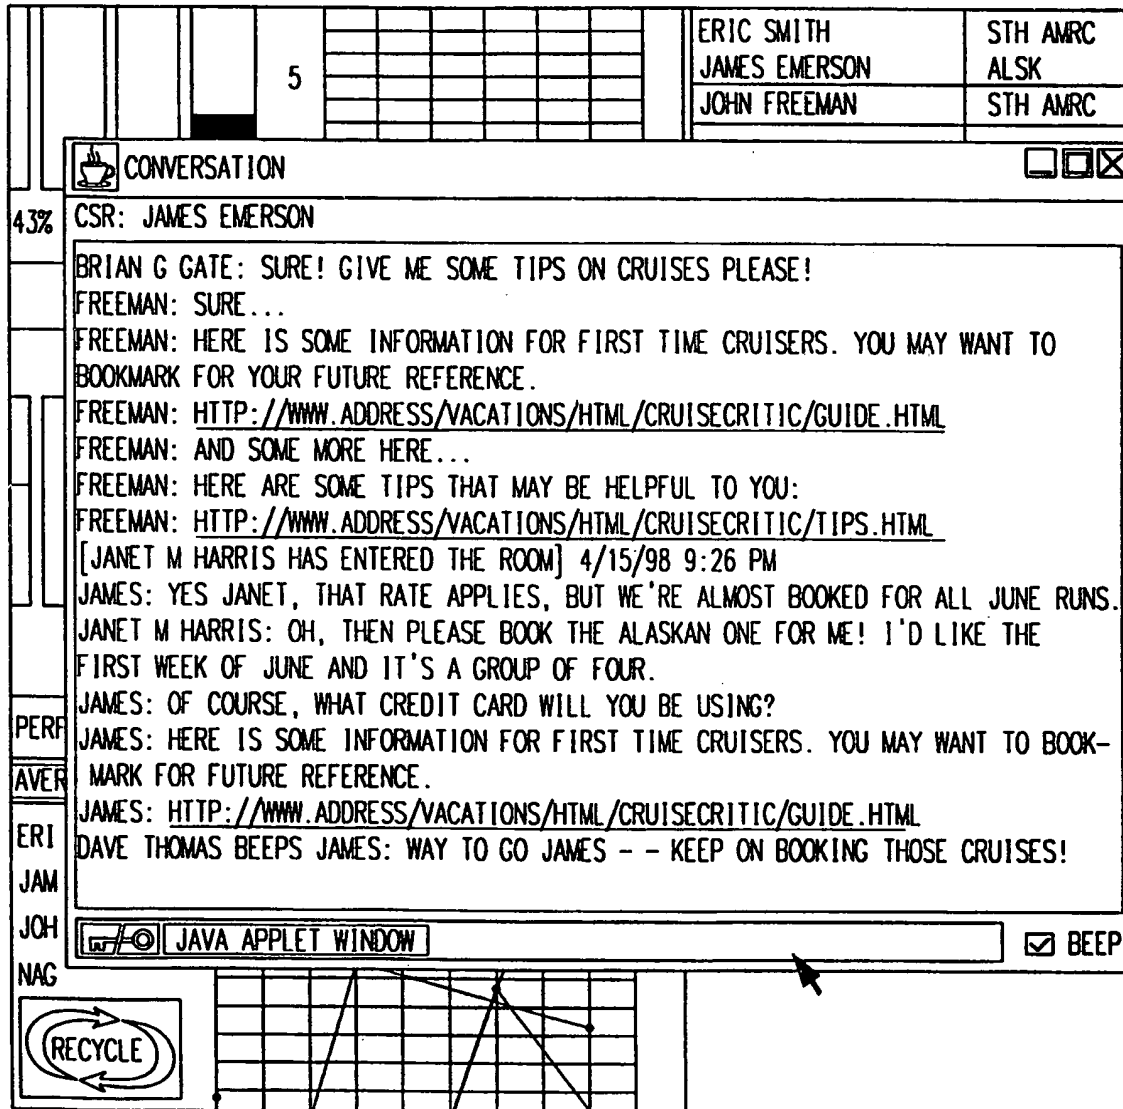 ERIC SMITH STH AMRC
JAMES EMERSON ALSK
5
JOHN FREEMAN STH AMRC
CONVERSATION
43%
CSR: JAMES EMERSON
BRIAN G GATE: SURE! GIVE ME SOME TIPS ON CRUISES PLEASE!
FREEMAN: SURE...
FREEMAN: HERE IS SOME INFORMATION FOR FIRST TIME CRUISERS. YOU MAY WANT TO
BOOKMARK FOR YOUR FUTURE REFERENCE.
FREEMAN: HTTP://WWW.ADDRESS/VACATIONS/HTML/CRUISECRITIC/GUIDE.HTML
FREEMAN: AND SOME MORE HERE...
FREEMAN: HERE ARE SOME TIPS THAT MAY BE HELPFUL TO YOU:
FREEMAN: HTTP://WWW.ADDRESS/VACATIONS/HTML/CRUISECRITIC/TIPS.HTML
[JANET M HARRIS HAS ENTERED THE ROOM] 4/15/98 9:26 PM
JAMES: YES JANET, THAT RATE APPLIES, BUT WE'RE ALMOST BOOKED FOR ALL JUNE RUNS.
JANET M HARRIS: OH, THEN PLEASE BOOK THE ALASKAN ONE FOR ME! I'D LIKE THE
FIRST WEEK OF JUNE AND IT'S A GROUP OF FOUR.
JAMES: OF COURSE, WHAT CREDIT CARD WILL YOU BE USING?
JAMES: HERE IS SOME INFORMATION FOR FIRST TIME CRUISERS. YOU MAY WANT TO BOOK-
MARK FOR FUTURE REFERENCE.
JAMES: HTTP://WWW.ADDRESS/VACATIONS/HTML/CRUISECRITIC/GUIDE.HTML
DAVE THOMAS BEEPS JAMES: WAY TO GO JAMES - - KEEP ON BOOKING THOSE CRUISES!
PERF
AVER
ERI
JAM
JOH
NAG
JAVA APPLET WINDOW
BEEP
RECYCLE